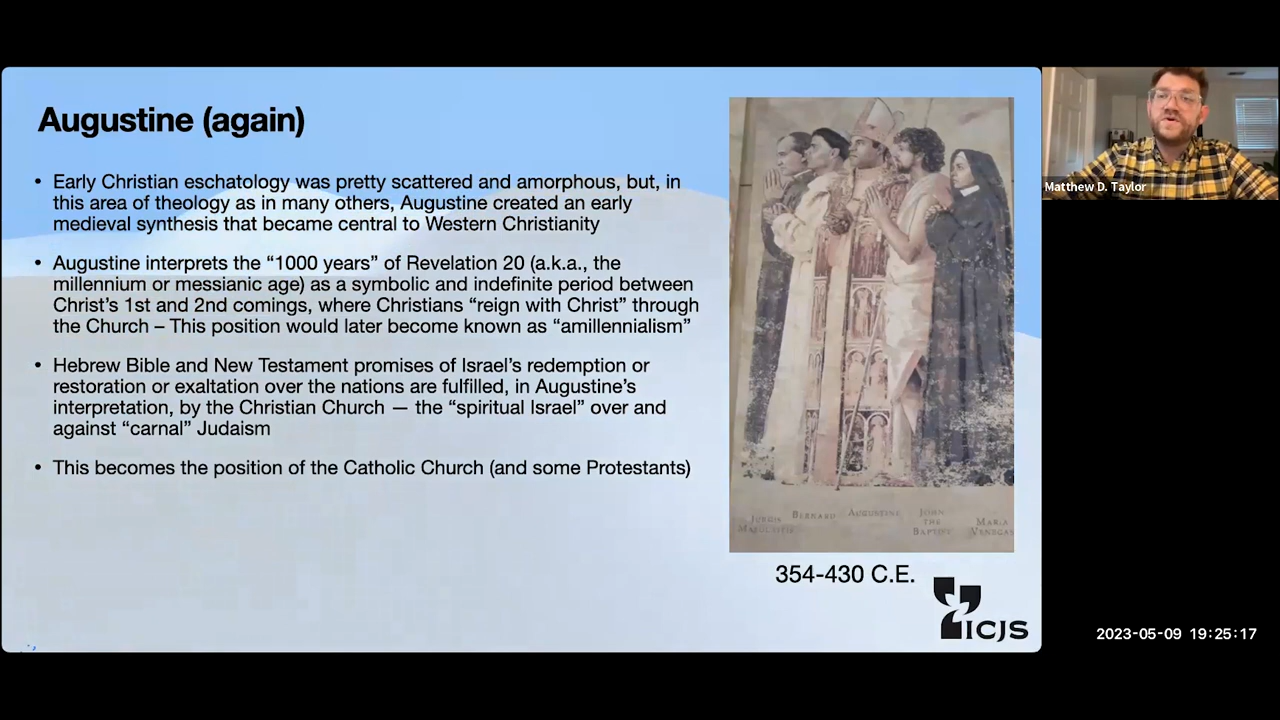 Augustine (again)
• Early Christian eschatology was pretty scattered and amorphous, but, in
this area of theology as in many others, Augustine created an early
medieval synthesis that became central to Western Christianity
• Augustine interprets the “1000 years” of Revelation 20 (a.k.a., the
millennium or messianic age) as a symbolic and indefinite period between
Christ’s 1st and 2nd comings, where Christians “reign with Christ” through
the Church – This position would later become known as “amillennialism”
• Hebrew Bible and New Testament promises of Israel’s redemption or
restoration or exaltation over the nations are fulfilled, in Augustine’s
interpretation, by the Christian Church — the “spiritual Israel” over and
against “carnal” Judaism
• This becomes the position of the Catholic Church (and some Protestants)
Bernard
Augustine
John
the
Baptist
Maria
Venegas
354-430 C.E.
ICJS
Matthew D. Taylor
2023-05-09 19:25:17